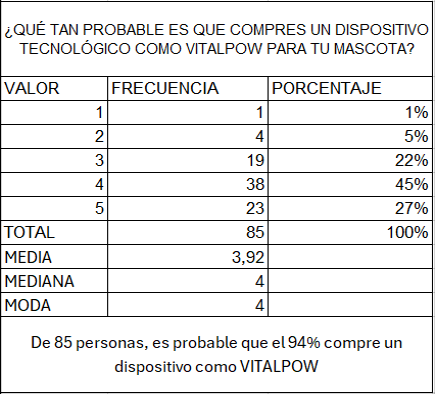 ¿QUÉ TAN PROBABLE ES QUE COMPRES UN DISPOSITIVO
TECNOLÓGICO COMO VITALPOW PARA TU MASCOTA?
VALOR FRECUENCIA PORCENTAJE
1 1 1%
2 4 5%
3 19 22%
4 38 45%
5 23 27%
TOTAL 85 100%
MEDIA 3,92
MEDIANA 4
MODA 4
De 85 personas, es probable que el 94% compre un
dispositivo como VITALPOW